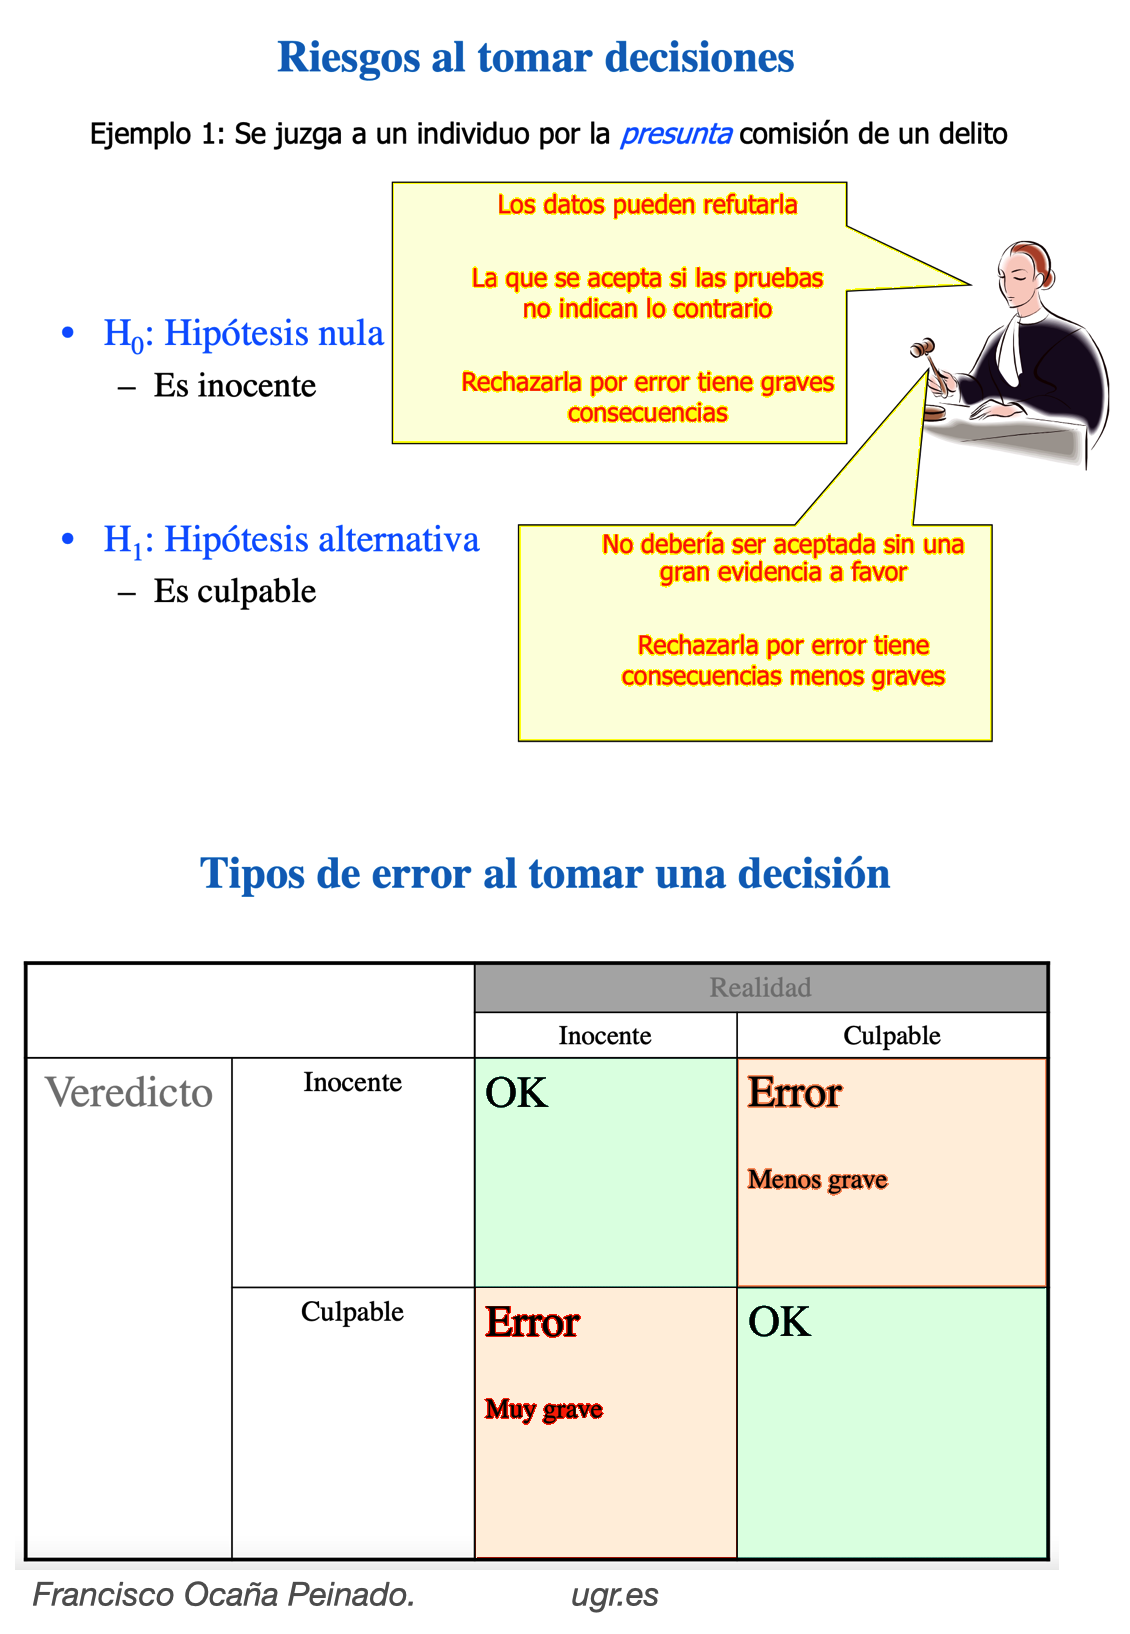 Riesgos al tomar decisiones
Ejemplo 1: Se juzga a un individuo por la presunta comisión de un delito
Los datos pueden refutarla
La que se acepta si las pruebas
no indican lo contrario
Rechazarla por error tiene graves
consecuencias
• H0: Hipótesis nula
– Es inocente
• H1: Hipótesis alternativa
– Es culpable
No debería ser aceptada sin una
gran evidencia a favor
Rechazarla por error tiene
consecuencias menos graves
Tipos de error al tomar una decisión
Realidad
Inocente Culpable
Veredicto Inocente OK Error
Menos grave
Culpable Error OK
Muy grave
Francisco Ocaña Peinado. ugr.es